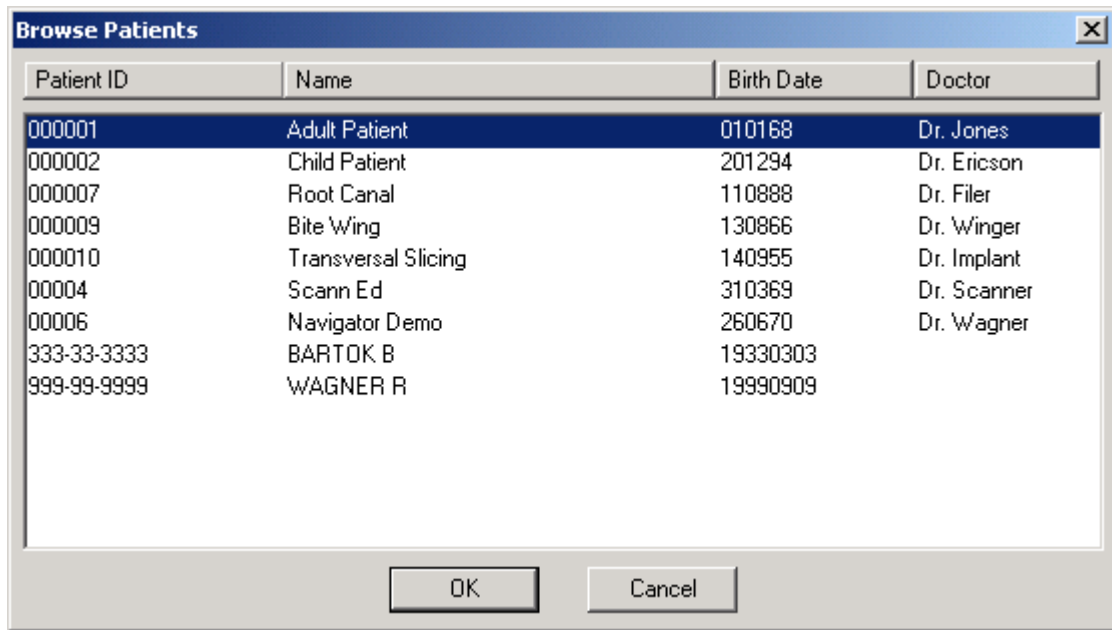 Browse Patients
Patient ID Name Birth Date Doctor
000001 Adult Patient 010168 Dr. Jones
000002 Child Patient 201294 Dr. Ericson
000007 Root Canal 110888 Dr. Filer
000009 Bite Wing 130866 Dr. Winger
000010 Transversal Slicing 140955 Dr. Implant
00004 Scann Ed 310369 Dr. Scanner
00006 Navigator Demo 260670 Dr. Wagner
333-33-3333 BARTOK B 19330303
999-99-9999 WAGNER R 19990909
OK Cancel